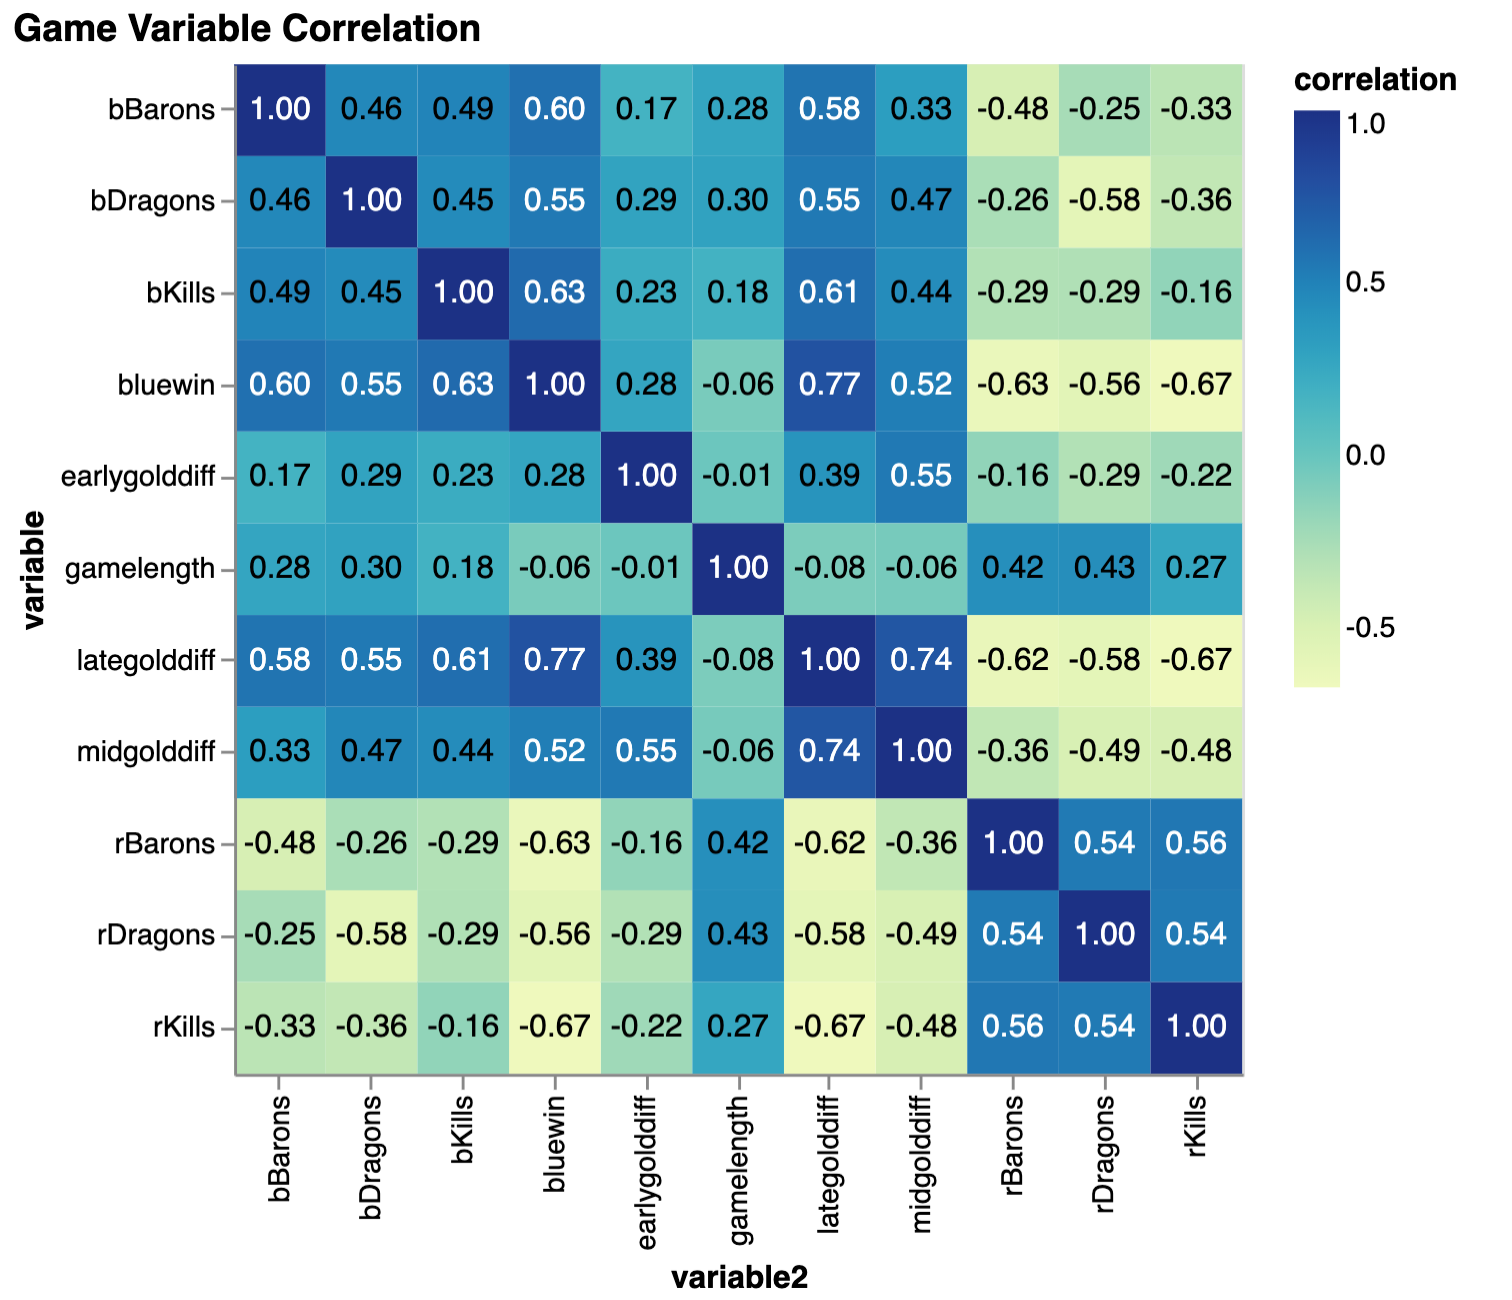 Game Variable Correlation
correlation
1.0
0.5
0.0
-0.5
variable
bBarons 1.00 0.46 0.49 0.60 0.17 0.28 0.58 0.33 -0.48 -0.25 -0.33
bDragons 0.46 1.00 0.45 0.55 0.29 0.30 0.55 0.47 -0.26 -0.58 -0.36
bKills 0.49 0.45 1.00 0.63 0.23 0.18 0.61 0.44 -0.29 -0.29 -0.16
bluewin 0.60 0.55 0.63 1.00 0.28 -0.06 0.77 0.52 -0.63 -0.56 -0.67
earlygolddiff 0.17 0.29 0.23 0.28 1.00 -0.01 0.39 0.55 -0.16 -0.29 -0.22
gamelength 0.28 0.30 0.18 -0.06 -0.01 1.00 -0.08 -0.06 0.42 0.43 0.27
lategolddiff 0.58 0.55 0.61 0.77 0.39 -0.08 1.00 0.74 -0.62 -0.58 -0.67
midgolddiff 0.33 0.47 0.44 0.52 0.55 -0.06 0.74 1.00 -0.36 -0.49 -0.48
rBarons -0.48 -0.26 -0.29 -0.63 -0.16 0.42 -0.62 -0.36 1.00 0.54 0.56
rDragons -0.25 -0.58 -0.29 -0.56 -0.29 0.43 -0.58 -0.49 0.54 1.00 0.54
rKills -0.33 -0.36 -0.16 -0.67 -0.22 0.27 -0.67 -0.48 0.56 0.54 1.00
bBarons
bDragons
bKills
bluewin
earlygolddiff
gamelength
lategolddiff
midgolddiff
rBarons
rDragons
rKills
variable2